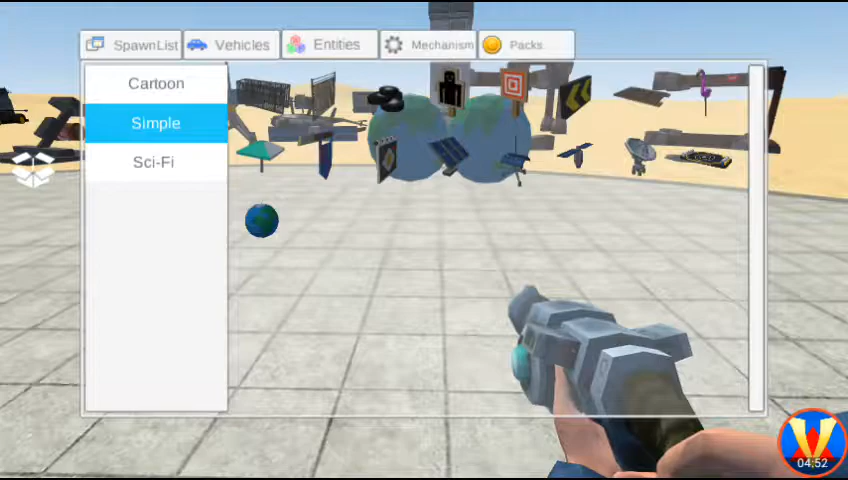 SpawnList
Vehicles
Entities
Mechanism
Packs
Cartoon
Simple
Sci-Fi
04:52